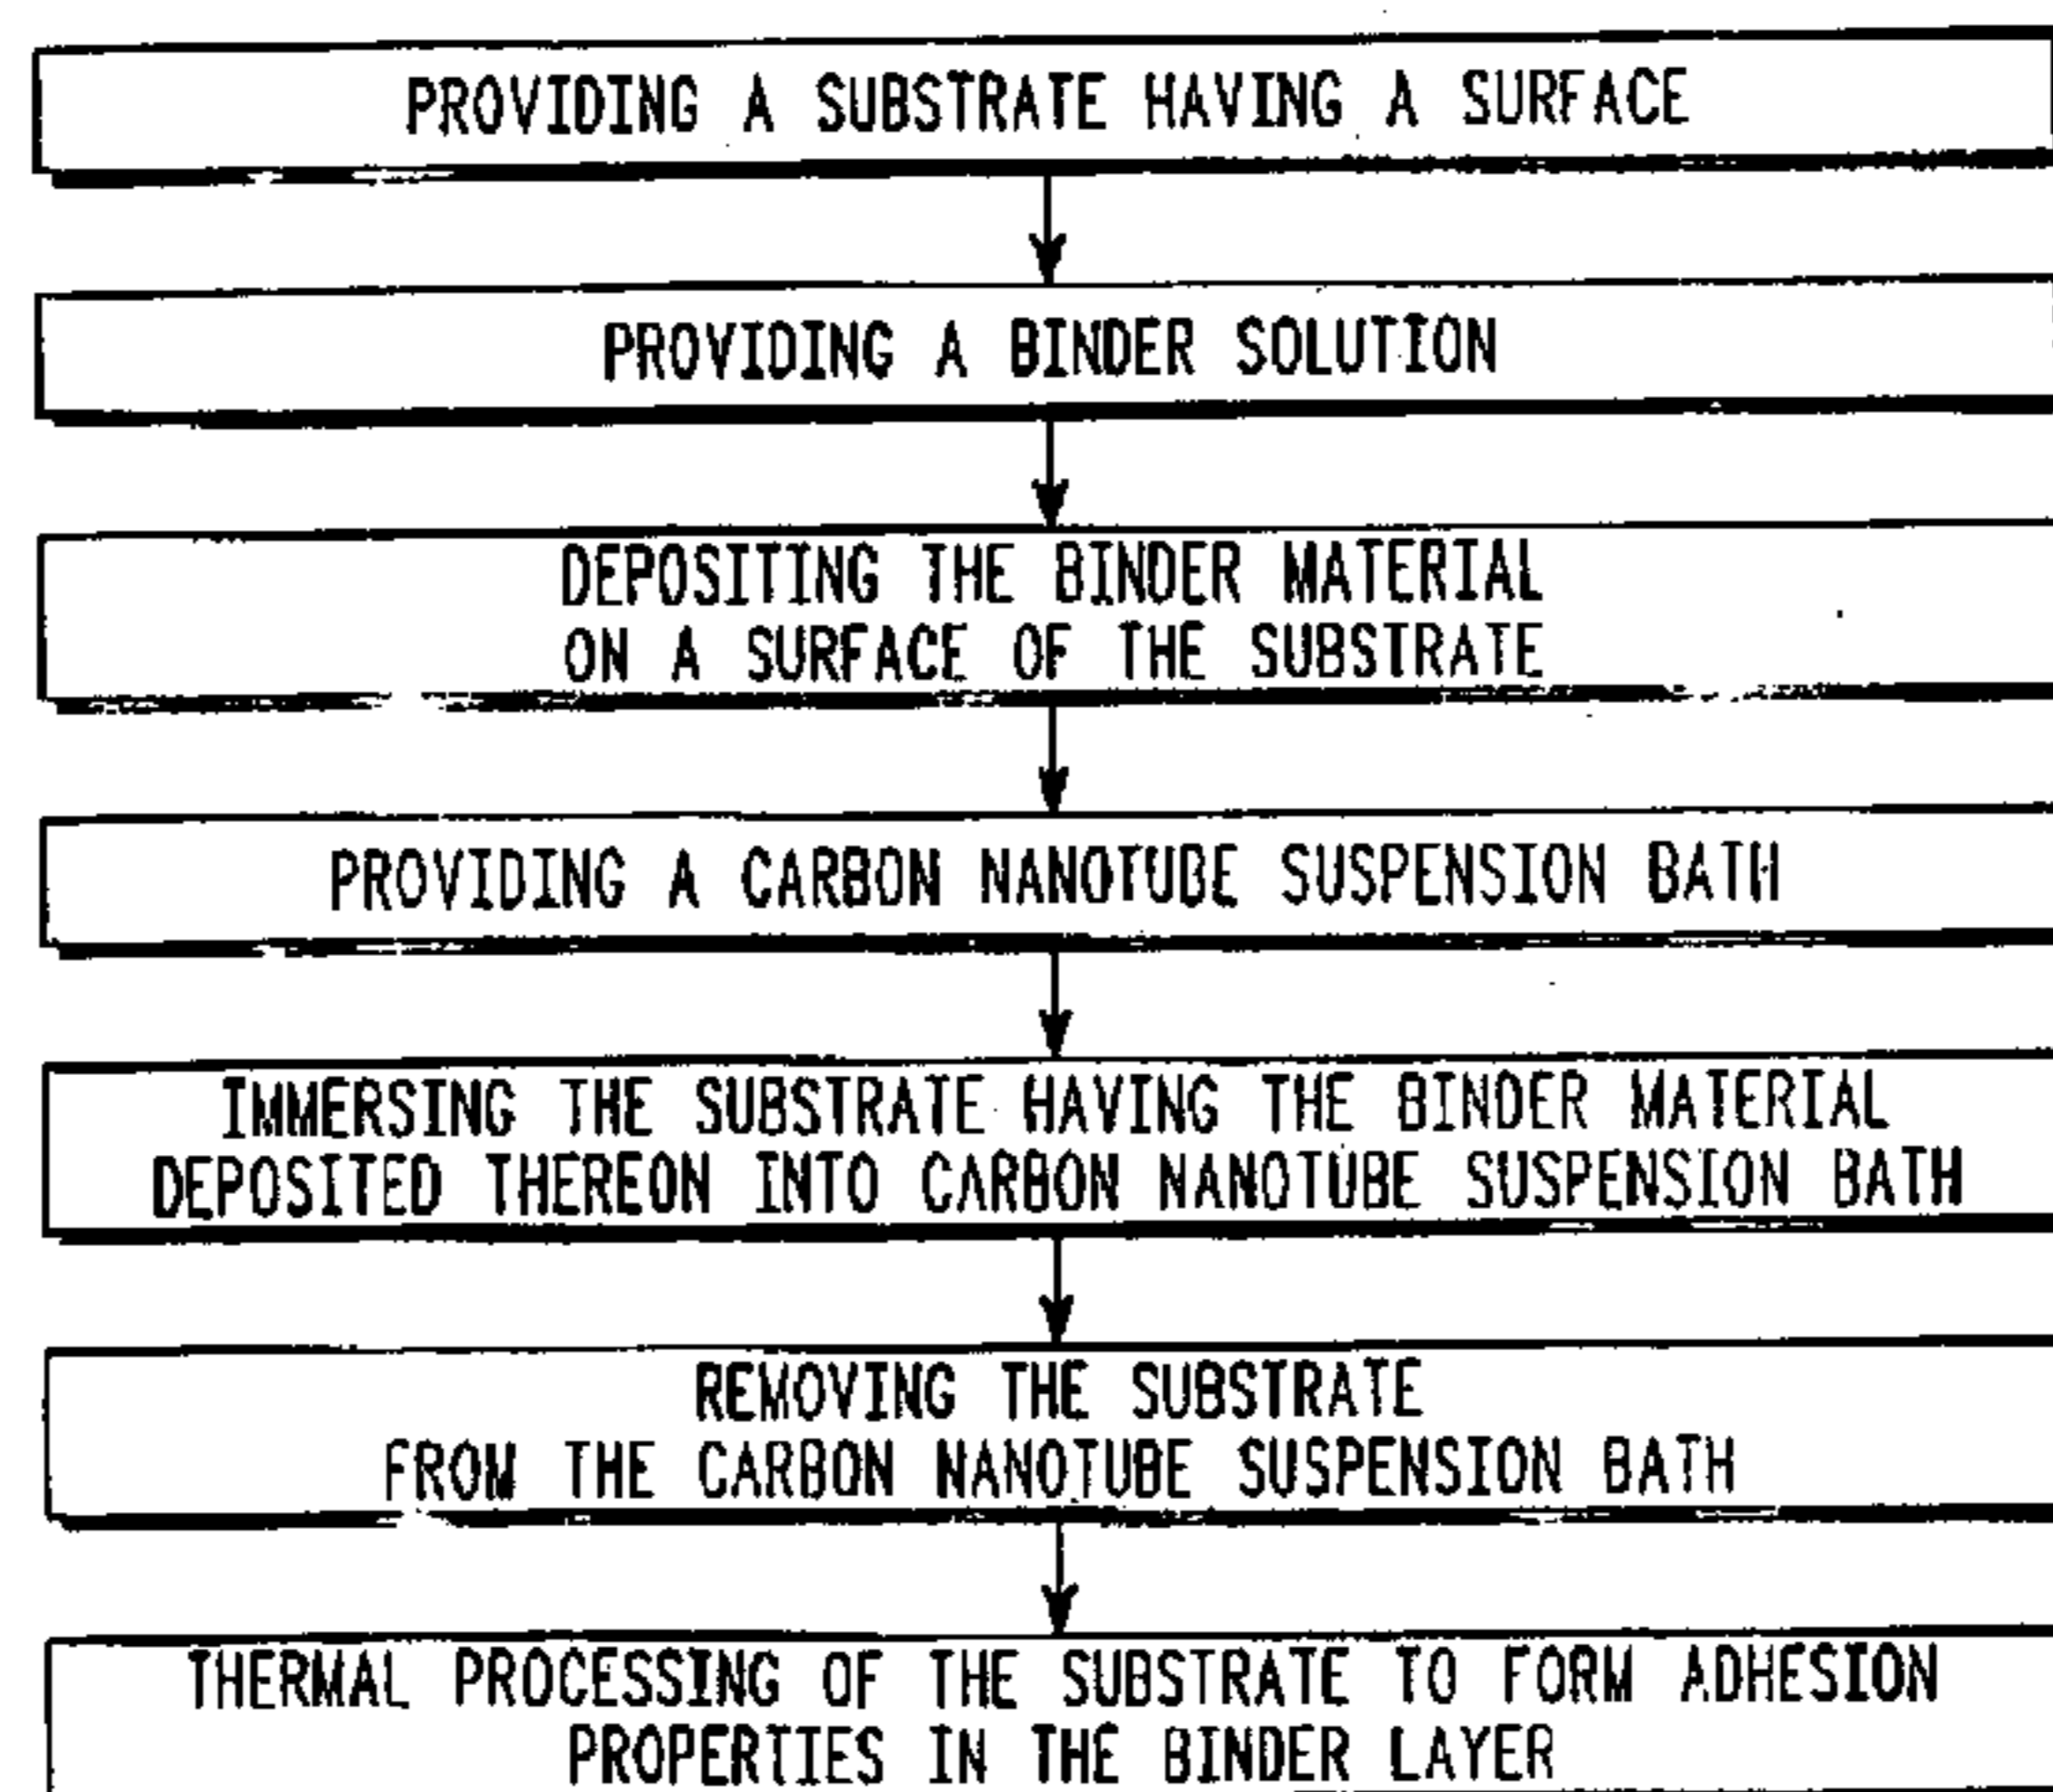 PROVIDING A SUBSTRATE HAVING A SURFACE
PROVIDING A BINDER SOLUTION
DEPOSITING THE BINDER MATERIAL
ON A SURFACE OF THE SUBSTRATE
PROVIDING A CARBON NANOTUBE SUSPENSION BATH
IMMERSING THE SUBSTRATE HAVING THE BINDER MATERIAL
DEPOSITED THEREON INTO CARBON NANOTUBE SUSPENSION BATH
REMOVING THE SUBSTRATE
FROM THE CARBON NANOTUBE SUSPENSION BATH
THERMAL PROCESSING OF THE SUBSTRATE TO FORM ADHESION
PROPERTIES IN THE BINDER LAYER